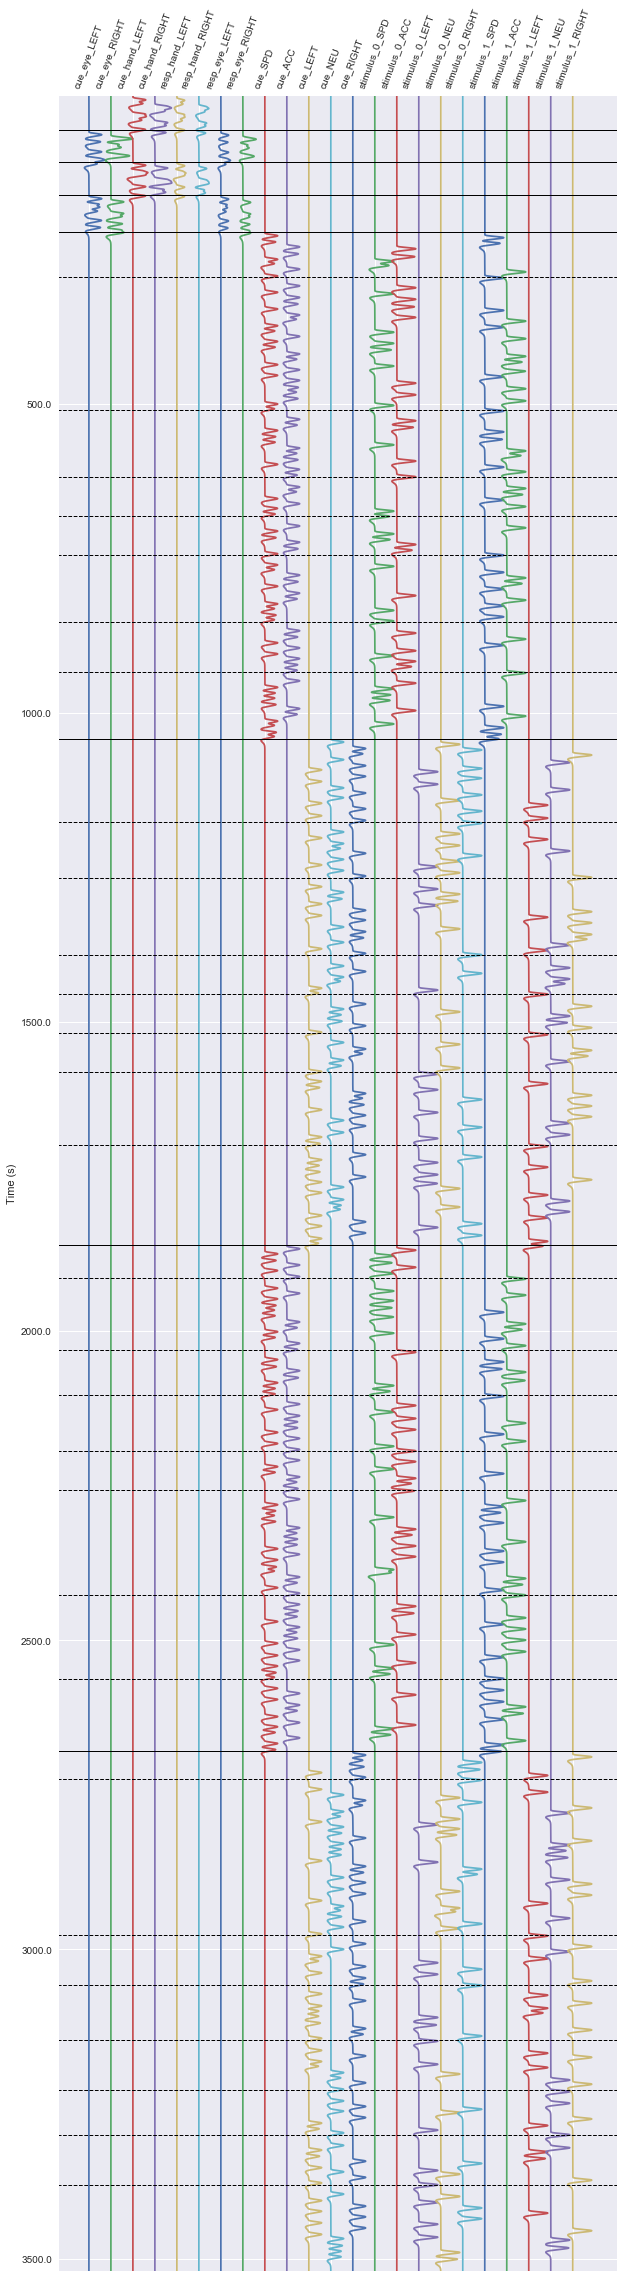 cue_eye_LEFT
cue_eye_RIGHT
cue_hand_LEFT
cue_hand_RIGHT
resp_hand_LEFT
resp_hand_RIGHT
resp_eye_LEFT
resp_eye_RIGHT
cue_SPD
cue_ACC
cue_LEFT
cue_NEU
cue_RIGHT
stimulus_0_SPD
stimulus_0_ACC
stimulus_0_LEFT
stimulus_0_NEU
stimulus_0_RIGHT
stimulus_1_SPD
stimulus_1_ACC
stimulus_1_LEFT
stimulus_1_NEU
stimulus_1_RIGHT
500.0
1000.0
1500.0
Time (s)
2000.0
2500.0
3000.0
3500.0